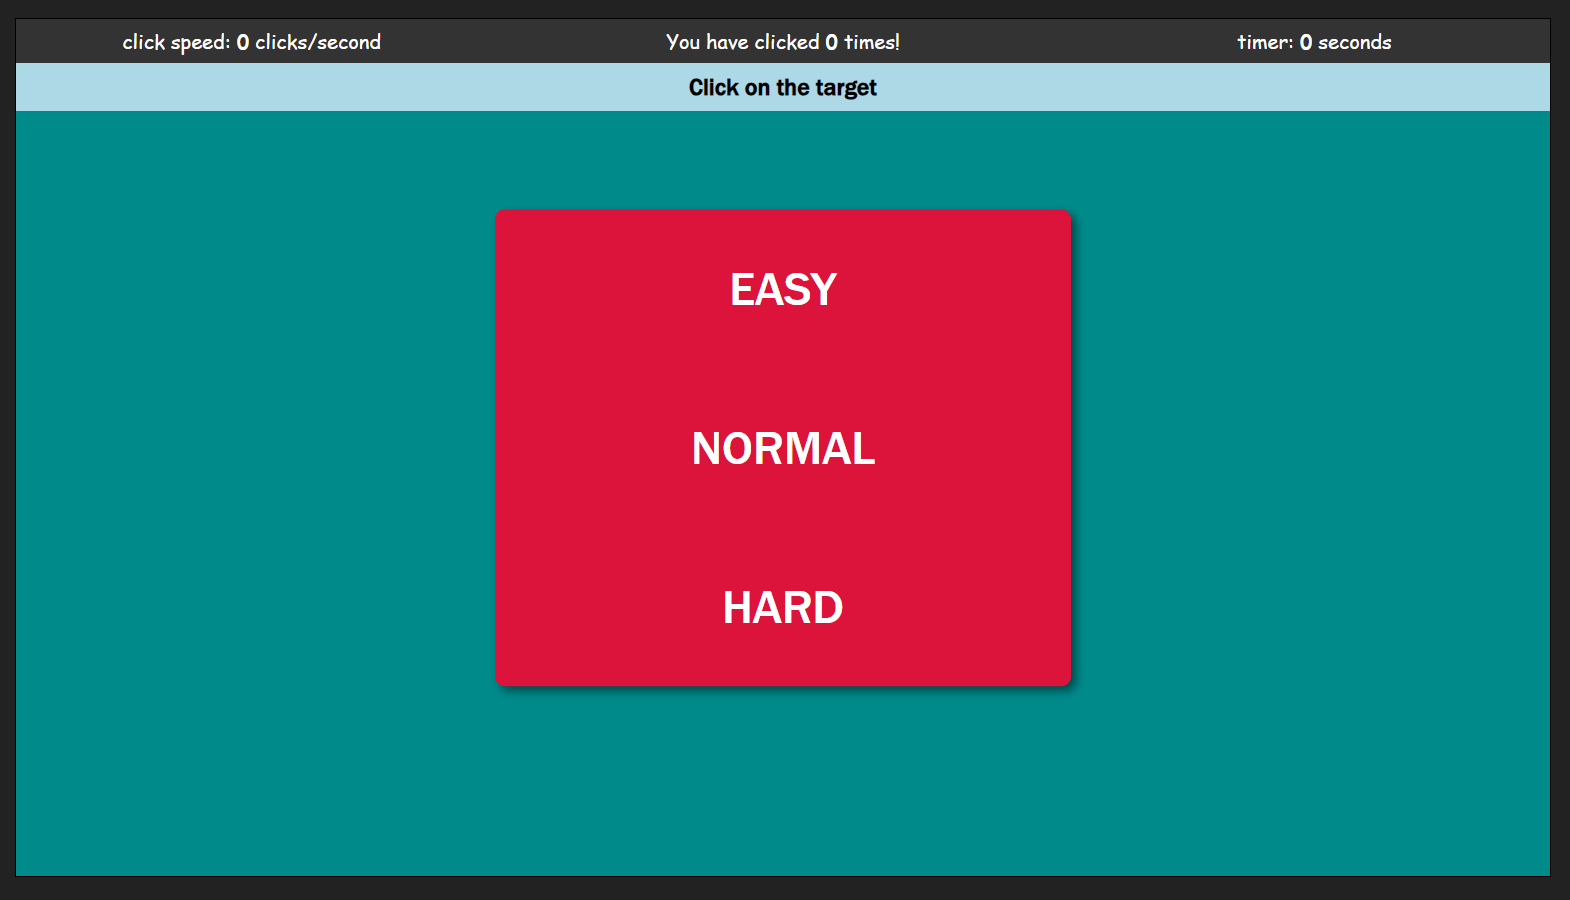 click speed: 0 clicks/second
You have clicked 0 times!
timer: 0 seconds
Click on the target
EASY
NORMAL
HARD